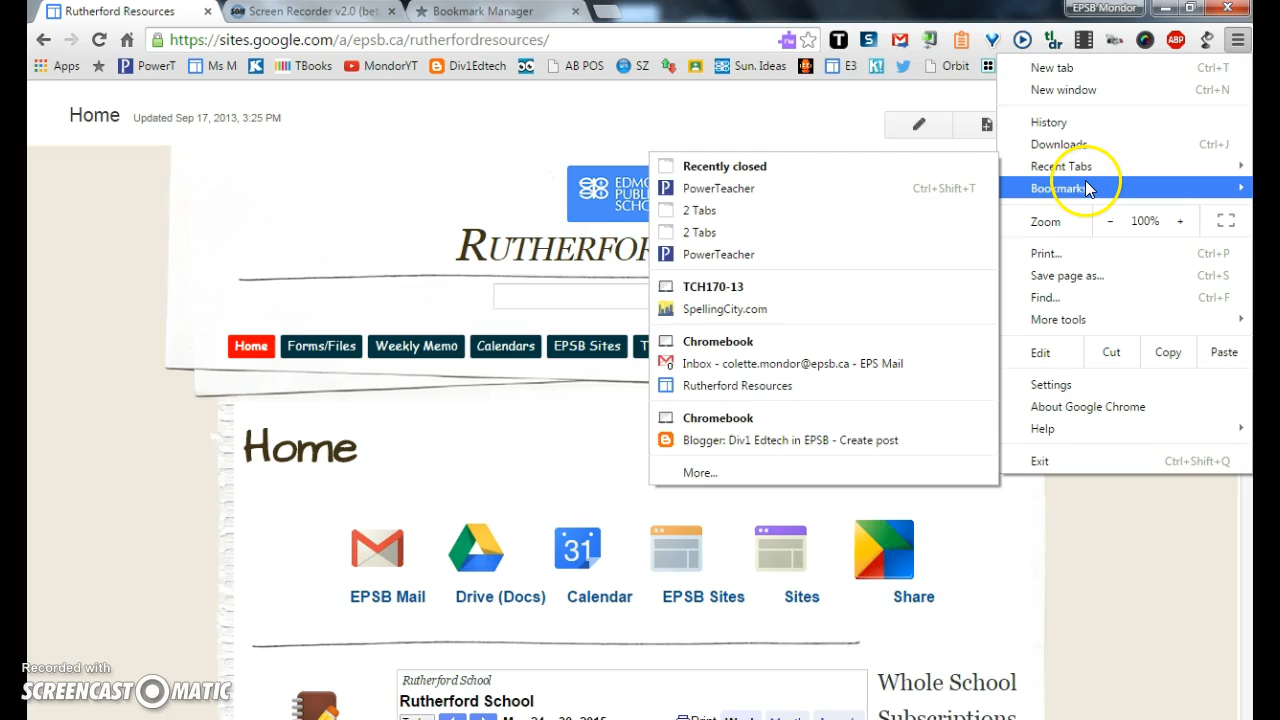 Rutherford Resources
Screen Recorder v2.0 (bet
Bookmark Manager
EPSB Mondor
https://sites.google.com/a/epsb.ca/rutherfordresources/
Apps
PowerT
Ms M
TBooks
MondorYT
Div1Edtech
AB POS
SZ
Sun. Ideas
E3
Orbit
New tab Ctrl+T
New window Ctrl+N
History
Downloads Ctrl+J
Recent Tabs
Bookmarks
Zoom − 100% +
Print... Ctrl+P
Save page as... Ctrl+S
Find... Ctrl+F
More tools
Edit Cut Copy Paste
Settings
About Google Chrome
Help
Exit Ctrl+Shift+Q
Home Updated Sep 17, 2013, 3:25 PM
Recently closed
PowerTeacher Ctrl+Shift+T
2 Tabs
2 Tabs
PowerTeacher
TCH170-13
SpellingCity.com
Chromebook
Inbox - colette.mondor@epsb.ca - EPS Mail
Rutherford Resources
Chromebook
Blogger: Div1 Edtech in EPSB - Create post
More...
EDMO
PUBLI
SCHO
RUTHERFOR
Home Forms/Files Weekly Memo Calendars EPSB Sites T
Home
31
EPSB Mail Drive (Docs) Calendar EPSB Sites Sites Share
Rutherford School
Rutherford School
Whole School
Subscriptions
Print
Recorded with
SCREENCAST O MATIC